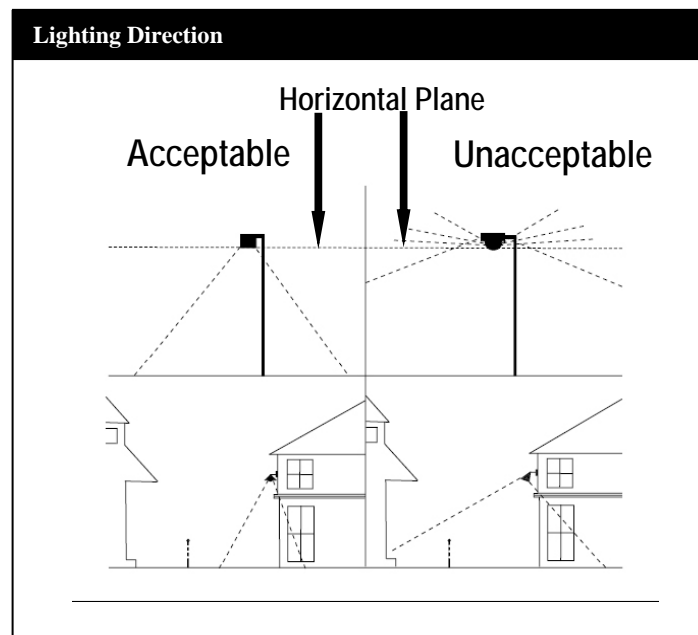 Lighting Direction
Horizontal Plane
Acceptable
Unacceptable